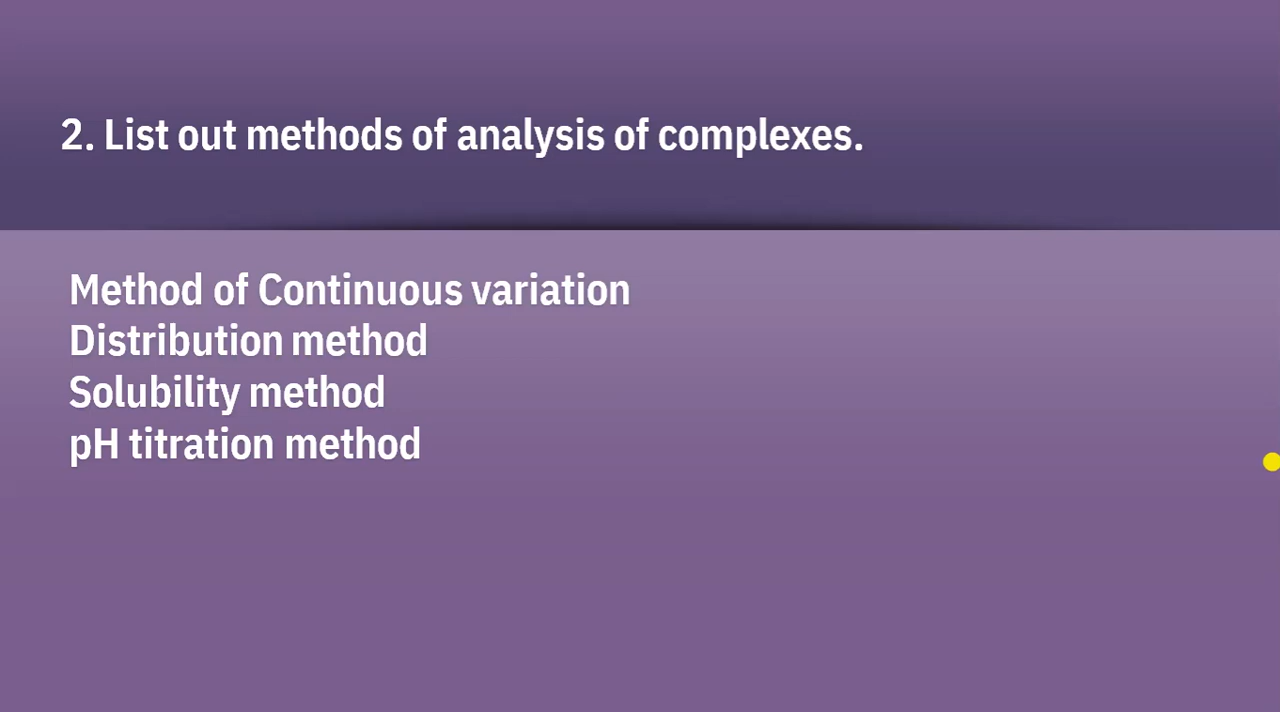 2. List out methods of analysis of complexes.
Method of Continuous variation
Distribution method
Solubility method
pH titration method